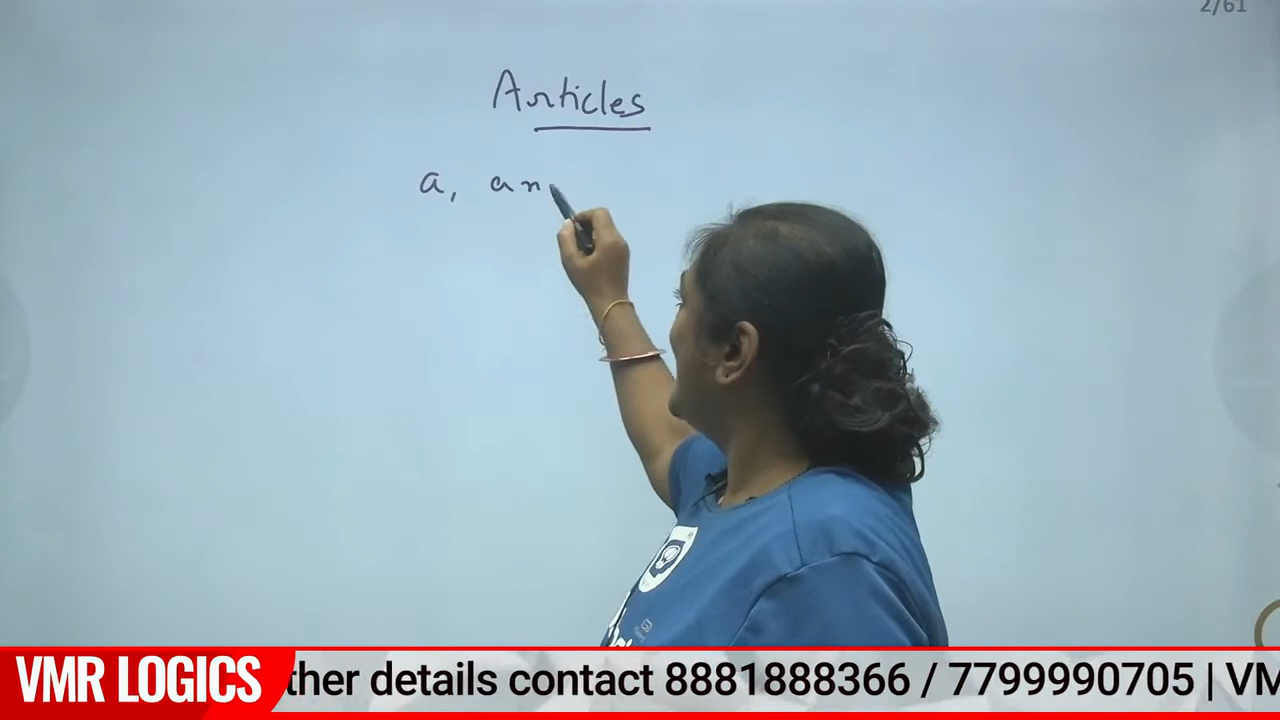 2/61
Articles
a, an
VMR LOGICS
ther details contact 8881888366 / 7799990705 | VM